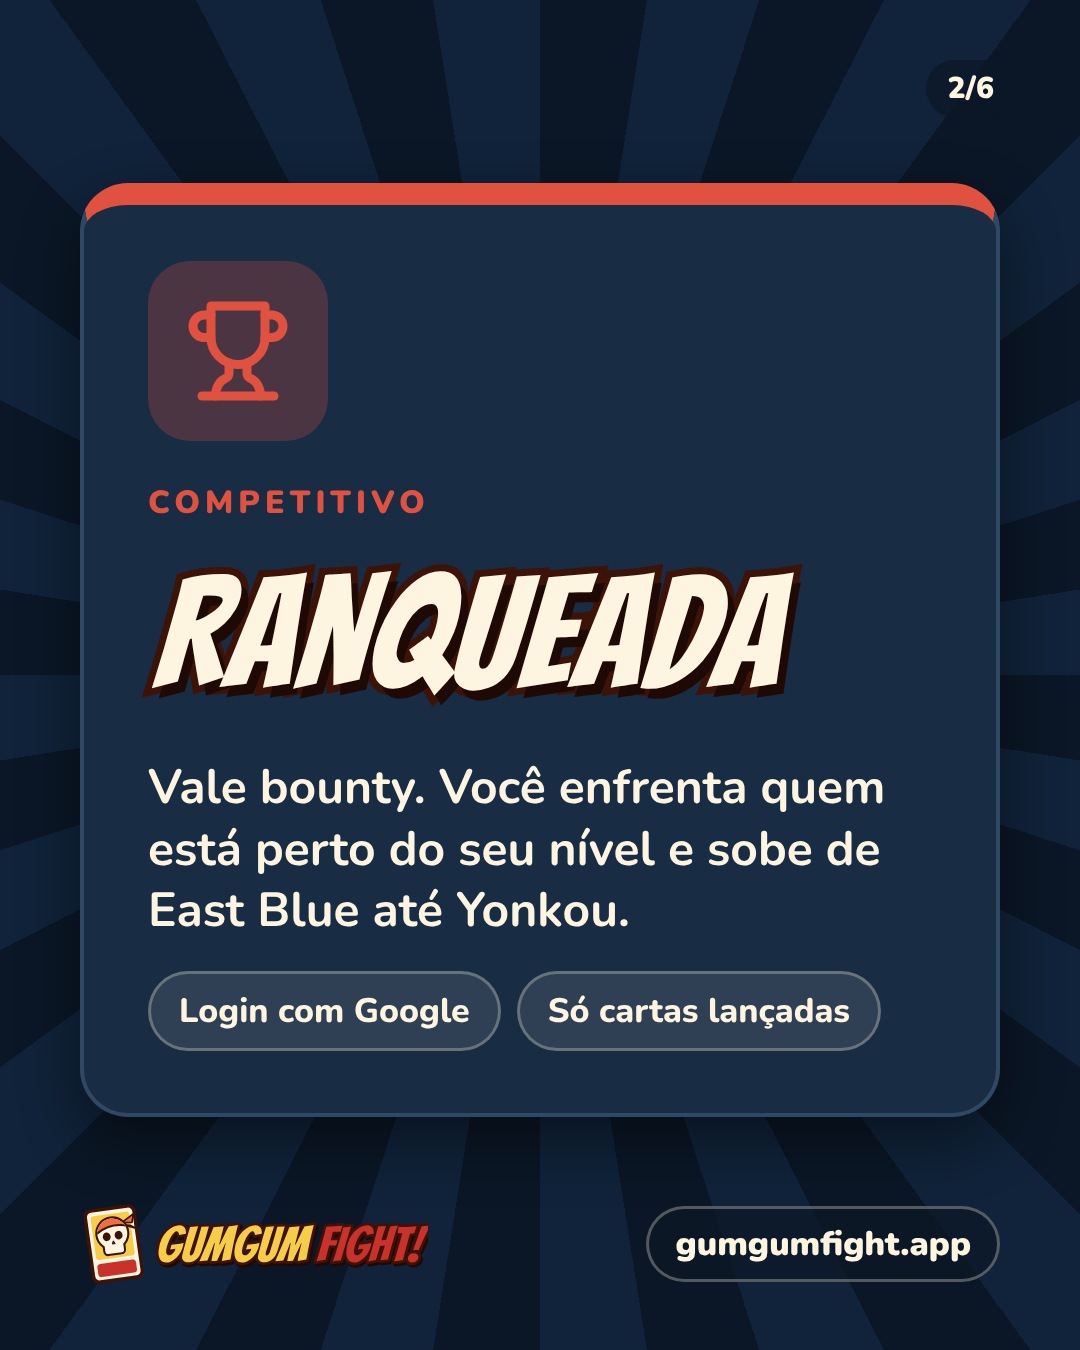 2/6
COMPETITIVO
RANQUEADA
Vale bounty. Você enfrenta quem
está perto do seu nível e sobe de
East Blue até Yonkou.
Login com Google
Só cartas lançadas
GUMGUM FIGHT!
gumgumfight.app